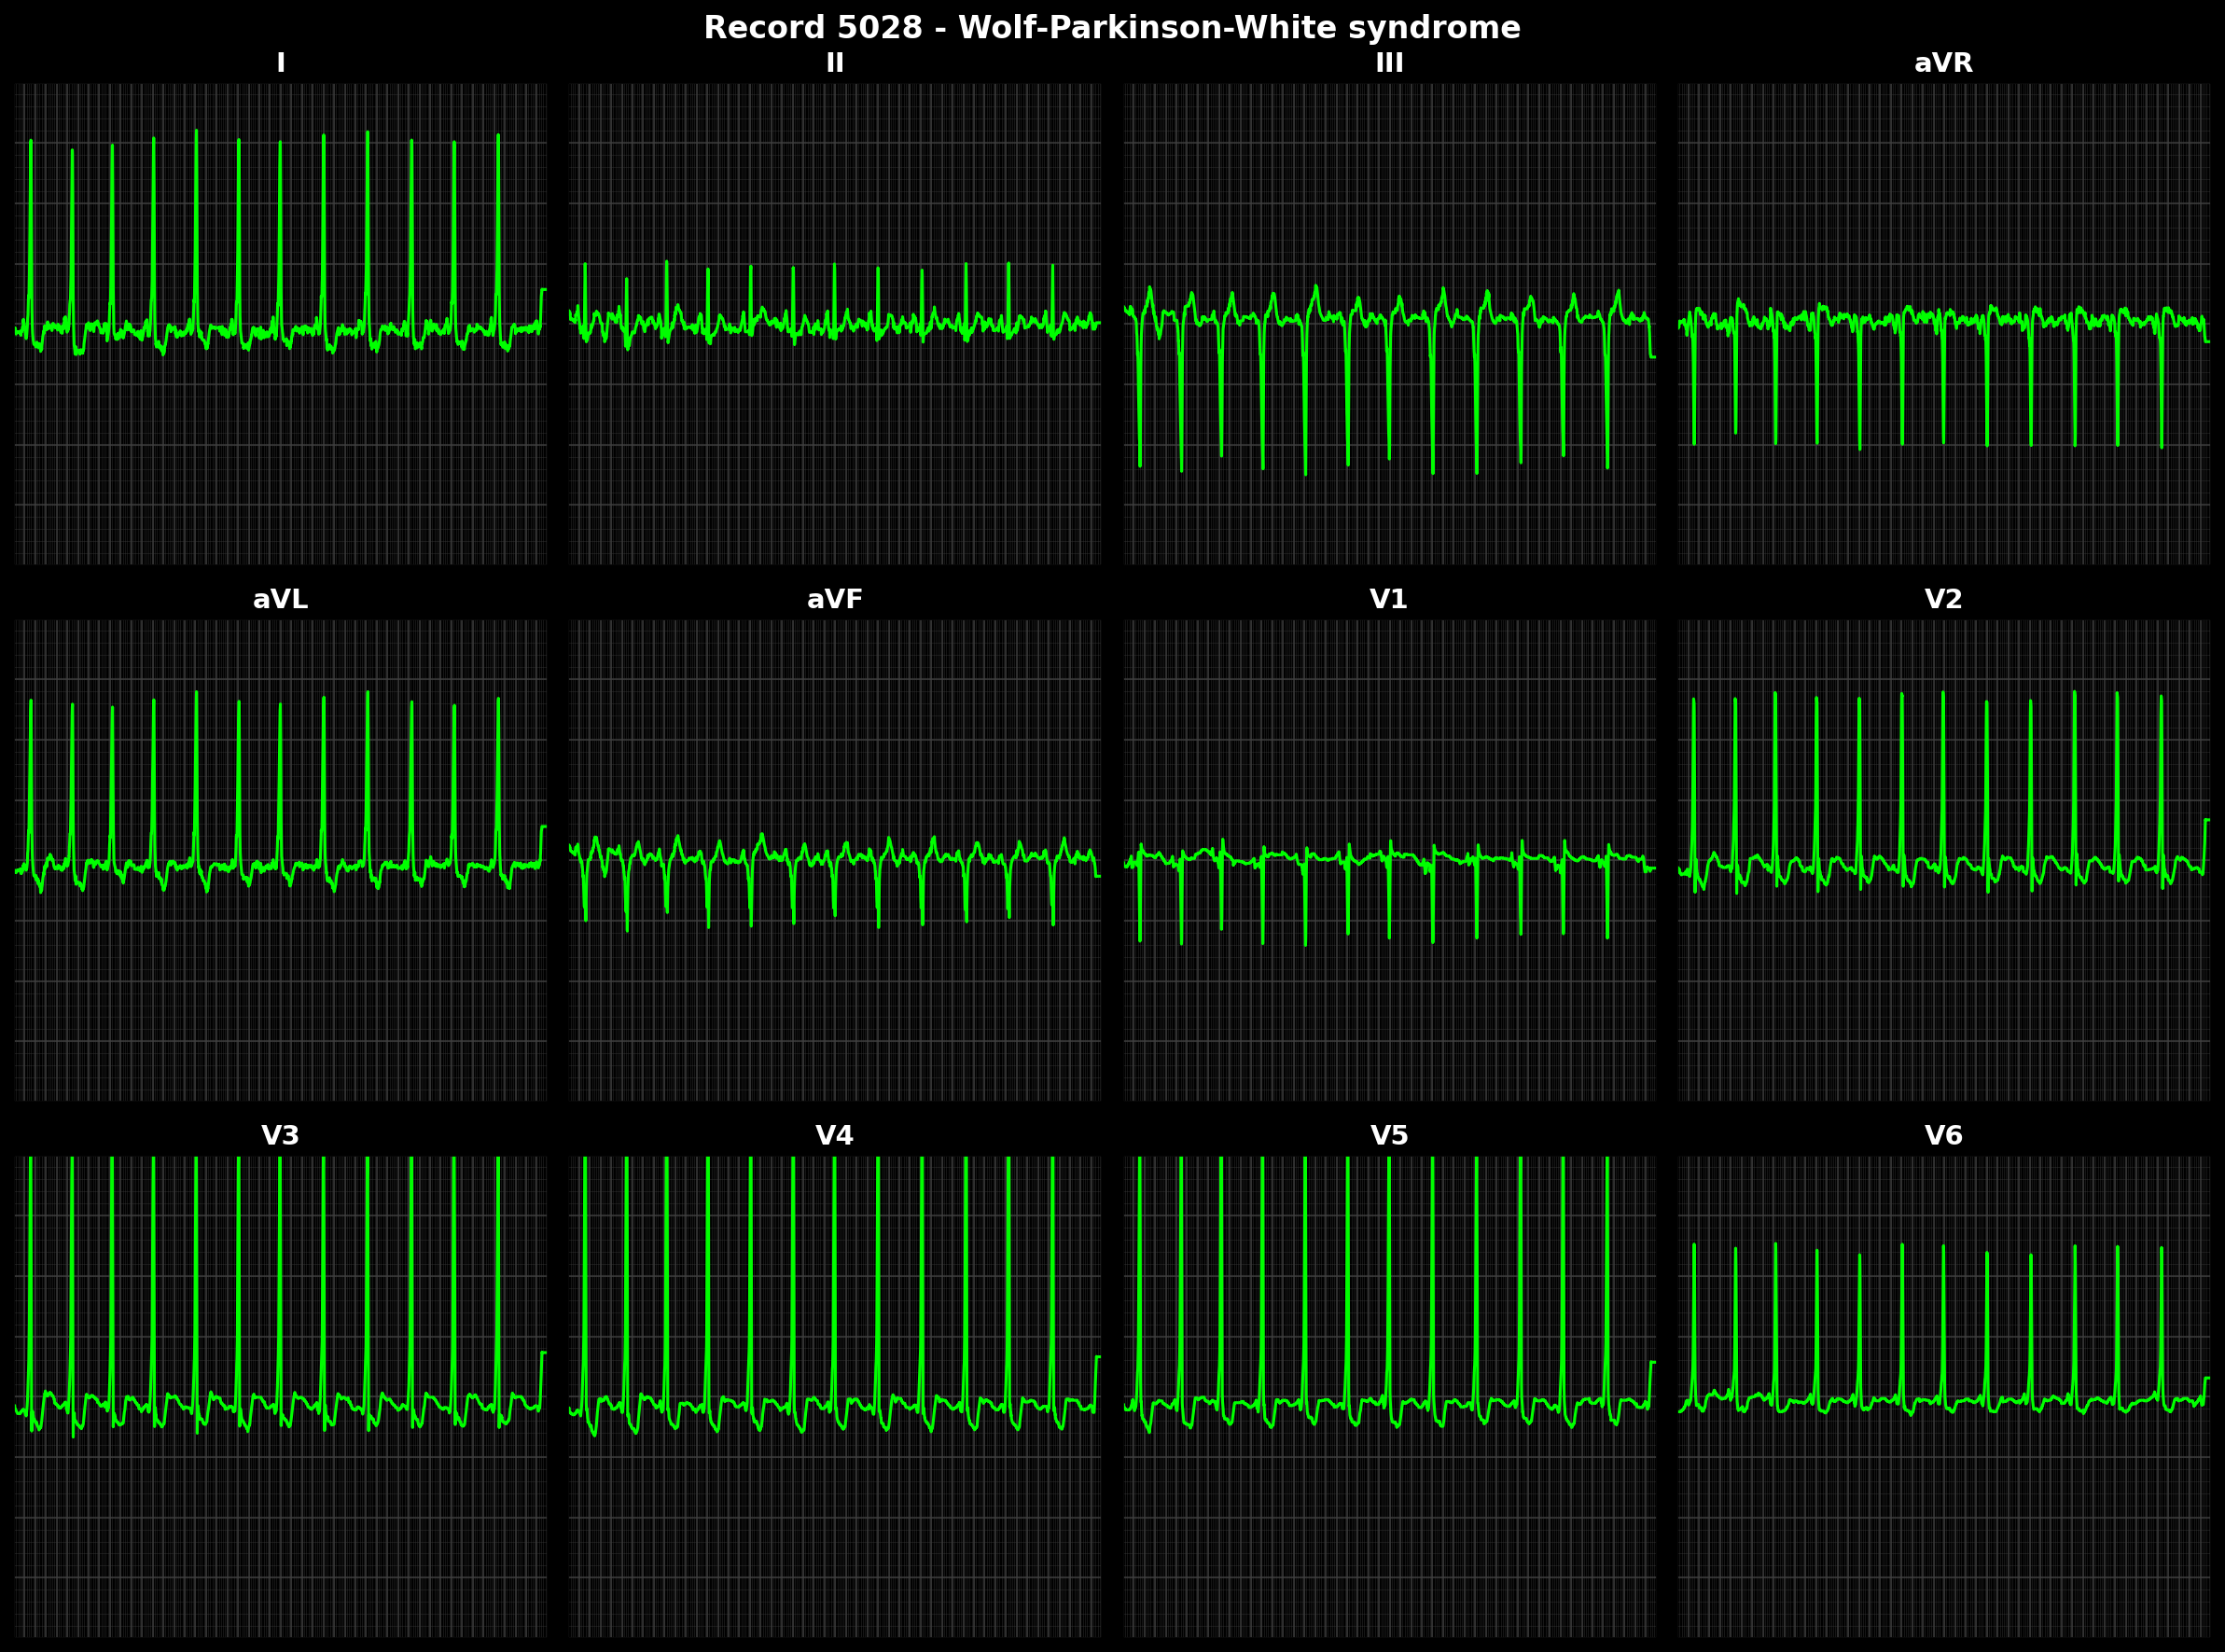 Record 5028 - Wolf-Parkinson-White syndrome
I
II
III
aVR
aVL
aVF
V1
V2
V3
V4
V5
V6